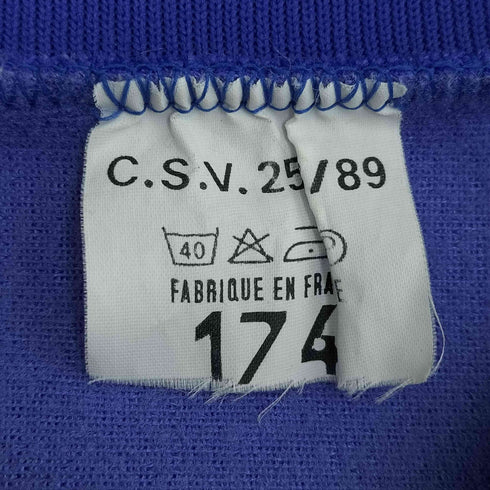 C.S.V. 25/89
40
FABRIQUE EN FRA E
174